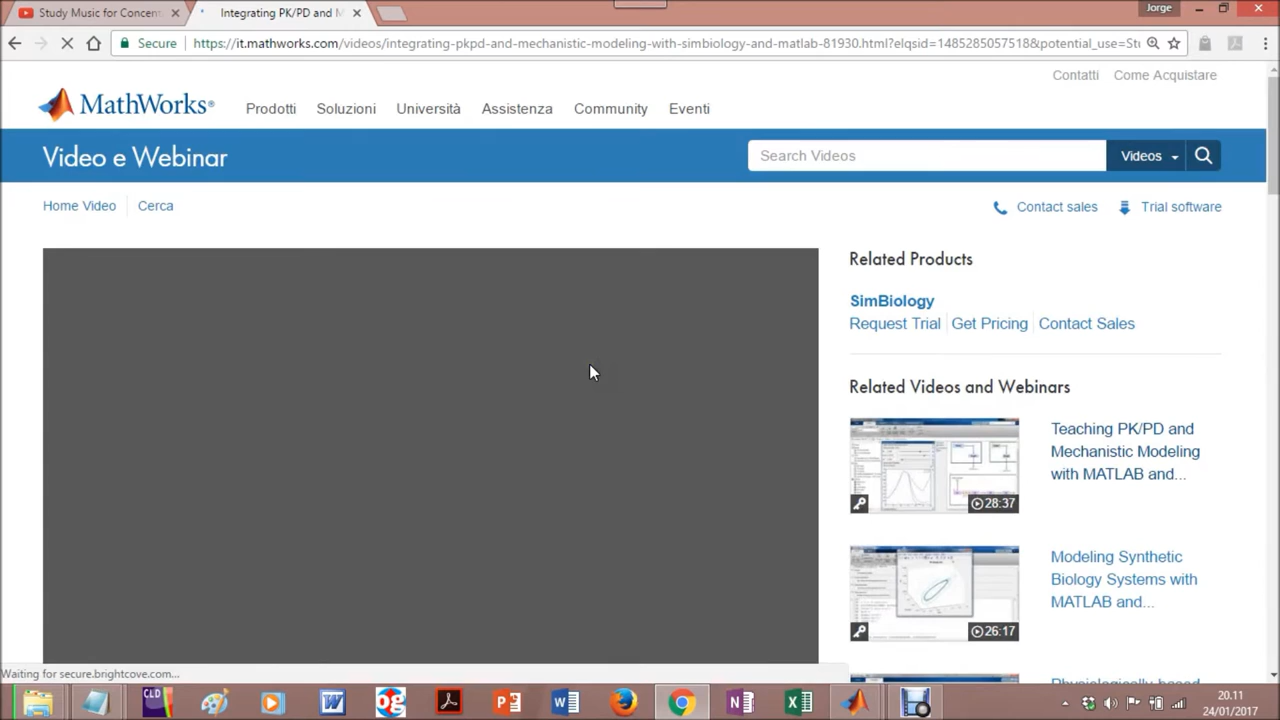 Study Music for Concent
Integrating PK/PD and M
Jorge
Secure
https://it.mathworks.com/videos/integrating-pkpd-and-mechanistic-modeling-with-simbiology-and-matlab-81930.html?elqsid=1485285057518&potential_use=St
Contatti Come Acquistare
MathWorks®
Prodotti Soluzioni Università Assistenza Community Eventi
Video e Webinar
Search Videos
Videos
Home Video Cerca
Contact sales Trial software
Related Products
SimBiology
Request Trial Get Pricing Contact Sales
Related Videos and Webinars
28:37
Teaching PK/PD and
Mechanistic Modeling
with MATLAB and...
26:17
Modeling Synthetic
Biology Systems with
MATLAB and...
Waiting for secure.brightcove.com...
CLD
og
20.11
24/01/2017